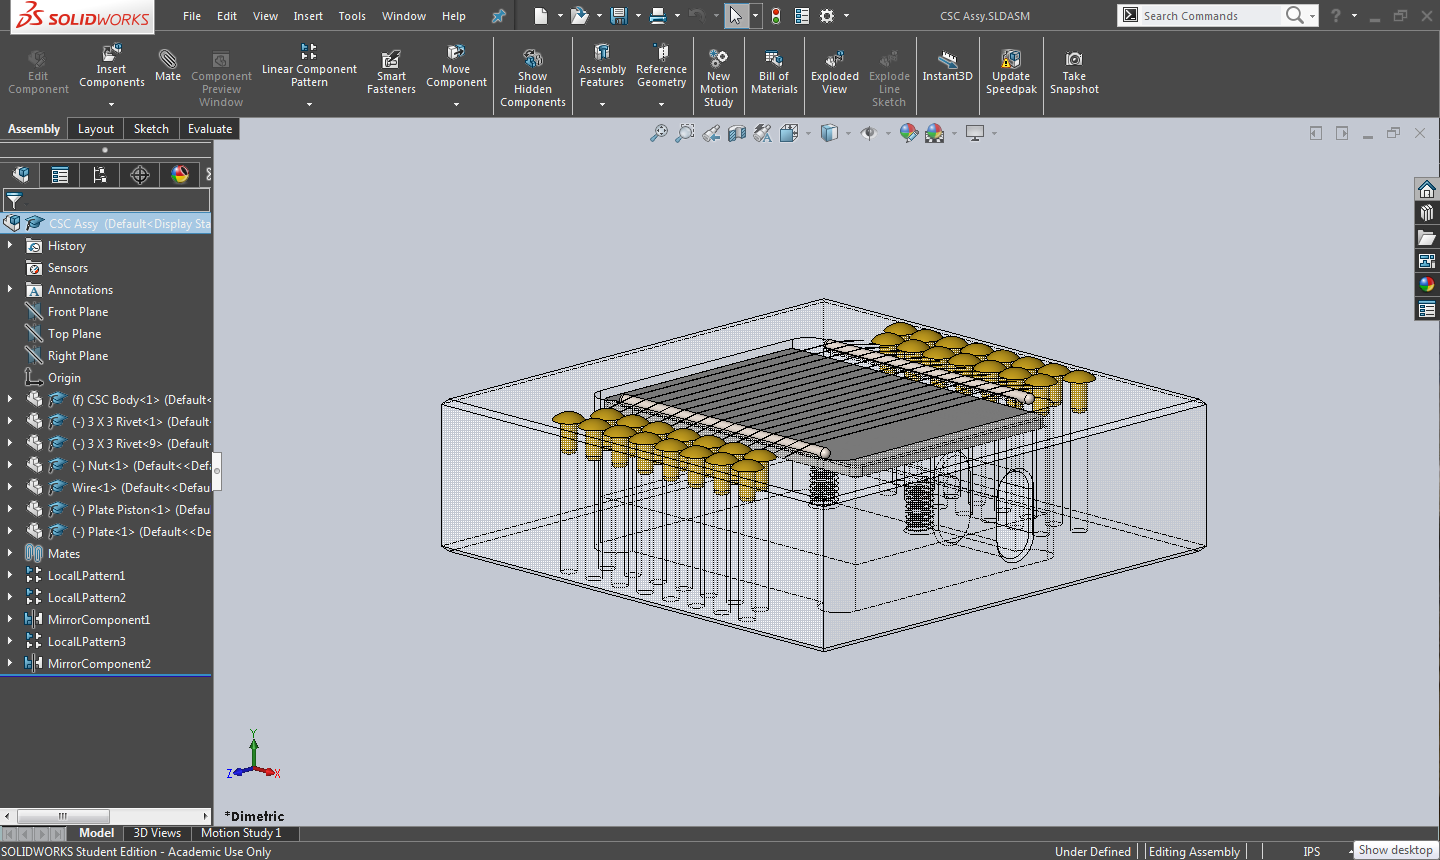 SOLIDWORKS File Edit View Insert Tools Window Help CSC Assy.SLDASM Search Commands ?
Edit Component
Insert Components
Mate
Component Preview Window
Linear Component Pattern
Smart Fasteners
Move Component
Show Hidden Components
Assembly Features
Reference Geometry
New Motion Study
Bill of Materials
Exploded View
Explode Line Sketch
Instant3D
Update Speedpak
Take Snapshot
Assembly Layout Sketch Evaluate
CSC Assy (Default<Display Sta
History
Sensors
A Annotations
Front Plane
Top Plane
Right Plane
Origin
(f) CSC Body<1> (Default<
(-) 3 X 3 Rivet<1> (Default
(-) 3 X 3 Rivet<9> (Default
(-) Nut<1> (Default<<Defa
Wire<1> (Default<<Defau
(-) Plate Piston<1> (Defau
(-) Plate<1> (Default<<De
Mates
LocalLPattern1
LocalLPattern2
MirrorComponent1
LocalLPattern3
MirrorComponent2
Y
Z X
*Dimetric
Model 3D Views Motion Study 1
SOLIDWORKS Student Edition - Academic Use Only Under Defined Editing Assembly IPS Show desktop